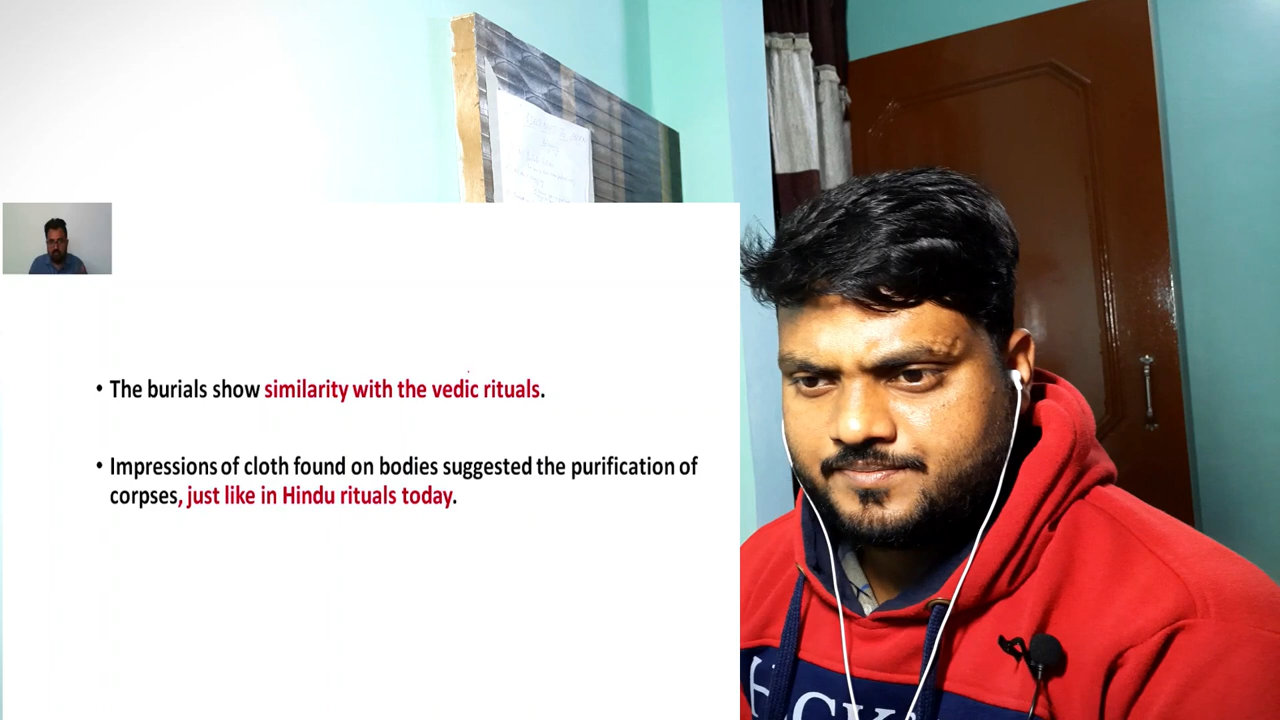 • The burials show similarity with the vedic rituals.
• Impressions of cloth found on bodies suggested the purification of
corpses, just like in Hindu rituals today.